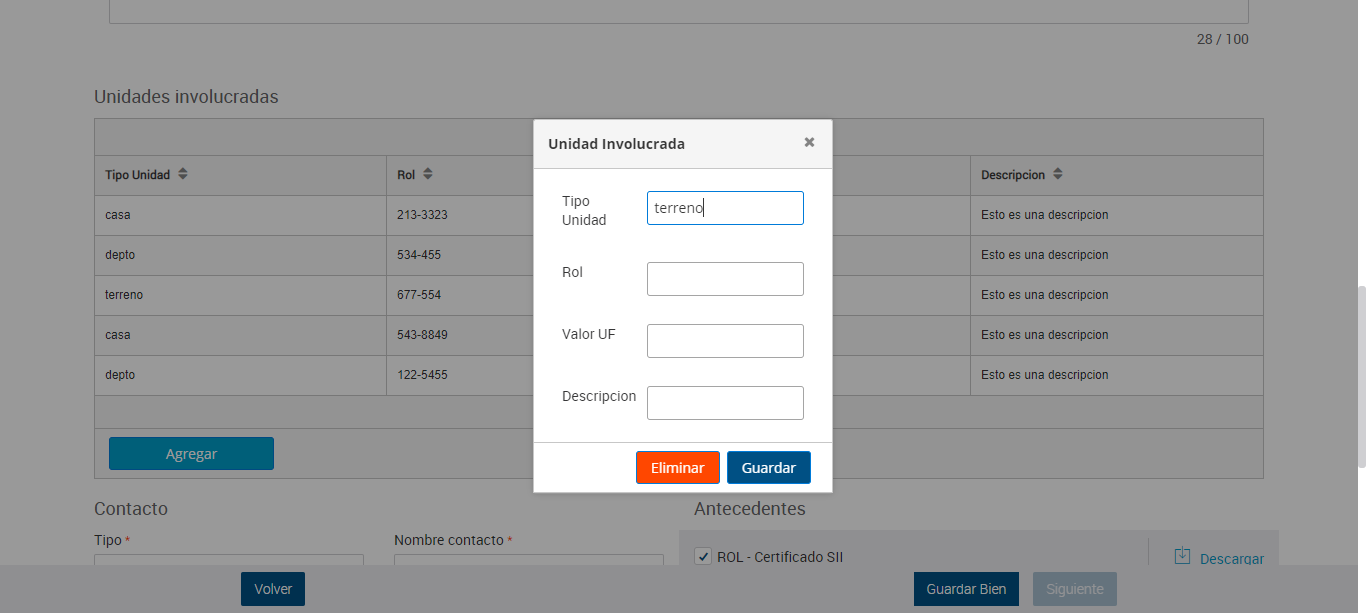 28 / 100
Unidades involucradas
Tipo Unidad Rol Descripcion
casa 213-3323 Esto es una descripcion
depto 534-455 Esto es una descripcion
terreno 677-554 Esto es una descripcion
casa 543-8849 Esto es una descripcion
depto 122-5455 Esto es una descripcion
Agregar
Unidad Involucrada ✖
Tipo
Unidad
terreno
Rol
Valor UF
Descripcion
Eliminar Guardar
Contacto
Tipo * Nombre contacto *
Antecedentes
ROL - Certificado SII Descargar
Volver Guardar Bien Siguiente